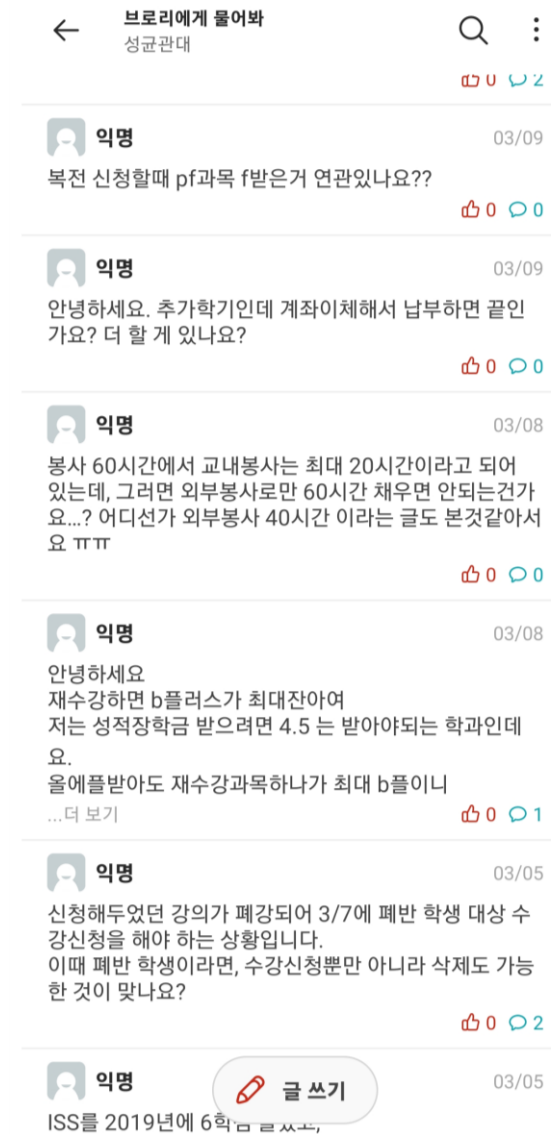 브로리에게 물어봐
성균관대
0 2
익명
03/09
복전 신청할때 pf과목 f받은거 연관있나요??
0 0
익명
03/09
안녕하세요. 추가학기인데 계좌이체해서 납부하면 끝인
가요? 더 할 게 있나요?
0 0
익명
03/08
봉사 60시간에서 교내봉사는 최대 20시간이라고 되어
있는데, 그러면 외부봉사로만 60시간 채우면 안되는건가
요...? 어디선가 외부봉사 40시간 이라는 글도 본것같아서
요 ㅠㅠ
0 0
익명
03/08
안녕하세요
재수강하면 b플러스가 최대잔아여
저는 성적장학금 받으려면 4.5 는 받아야되는 학과인데
요.
올에플받아도 재수강과목하나가 최대 b플이니
...더 보기
0 1
익명
03/05
신청해두었던 강의가 폐강되어 3/7에 폐반 학생 대상 수
강신청을 해야 하는 상황입니다.
이때 폐반 학생이라면, 수강신청뿐만 아니라 삭제도 가능
한 것이 맞나요?
0 2
익명
03/05
글 쓰기
ISS를 2019년에